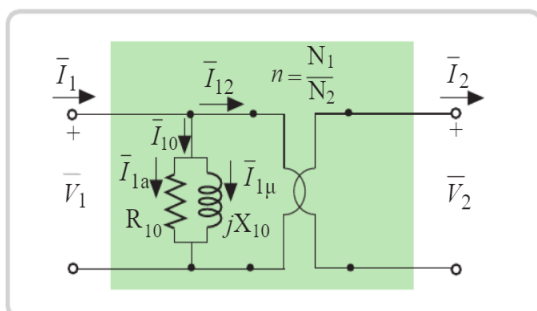 I̅₁
I̅₁₂
n = N₁/N₂
I̅₂
+
I̅₁₀
+
I̅₁ₐ
I̅₁μ
V̅₁
R₁₀
jX₁₀
V̅₂